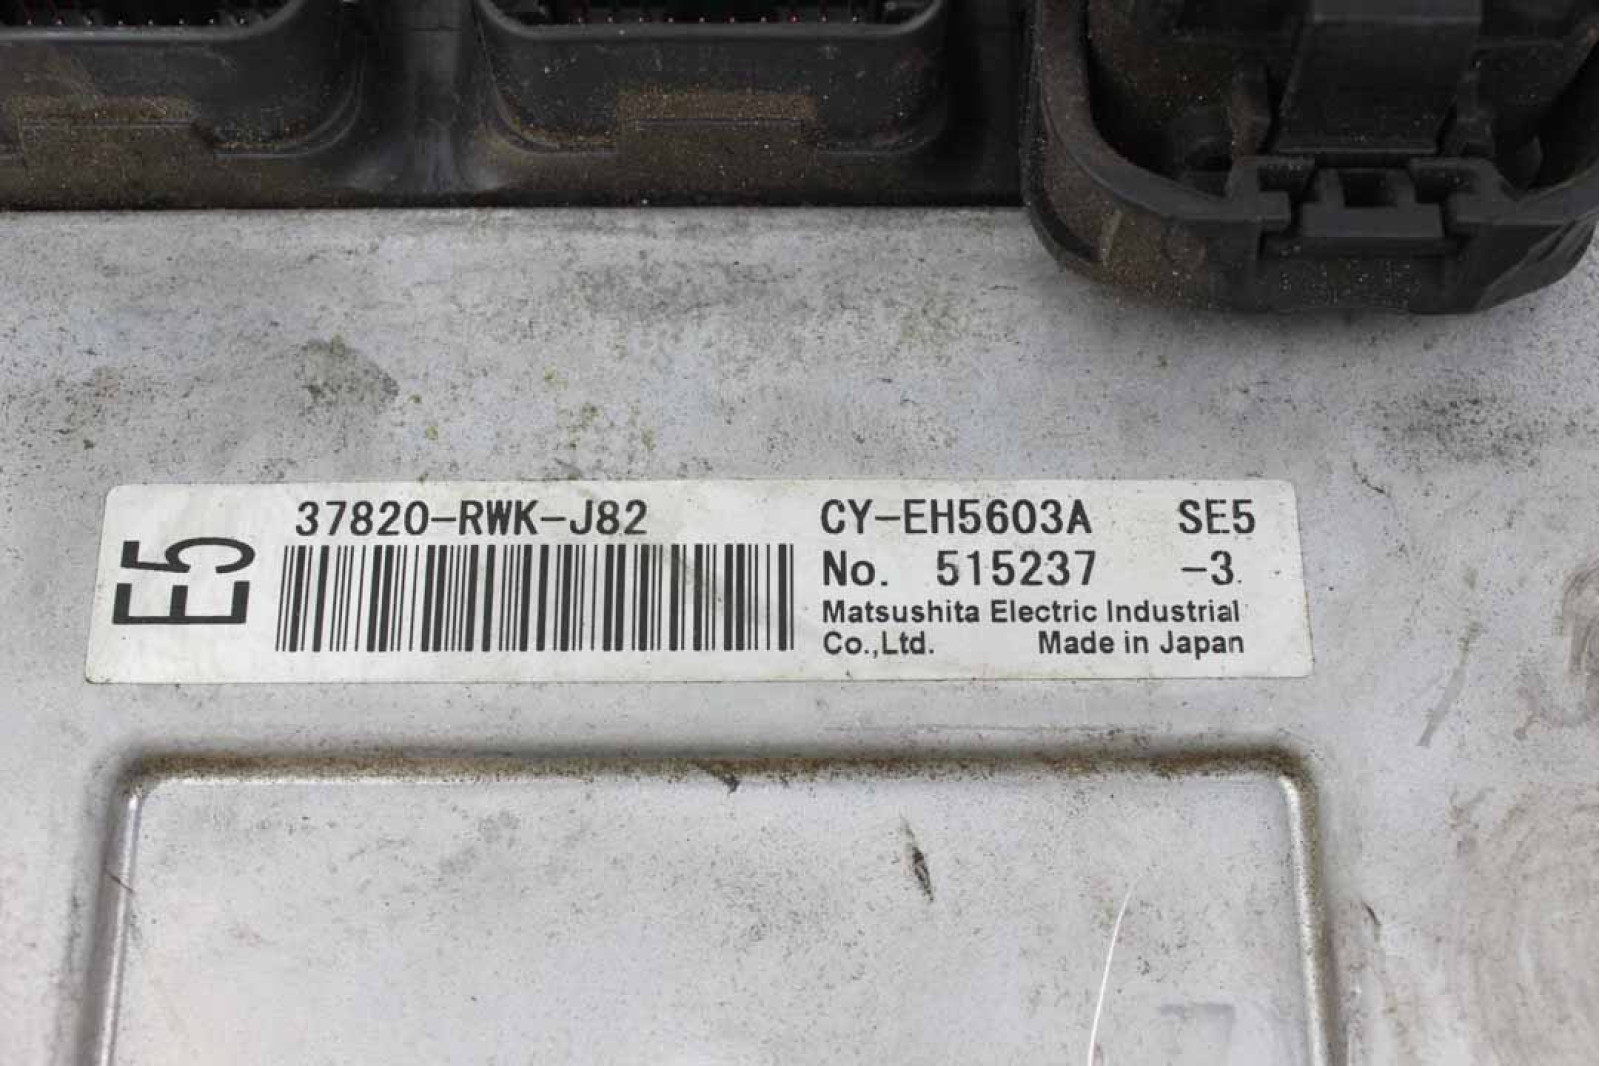 E5
37820-RWK-J82
CY-EH5603A SE5
No. 515237 -3
Matsushita Electric Industrial
Co.,Ltd. Made in Japan